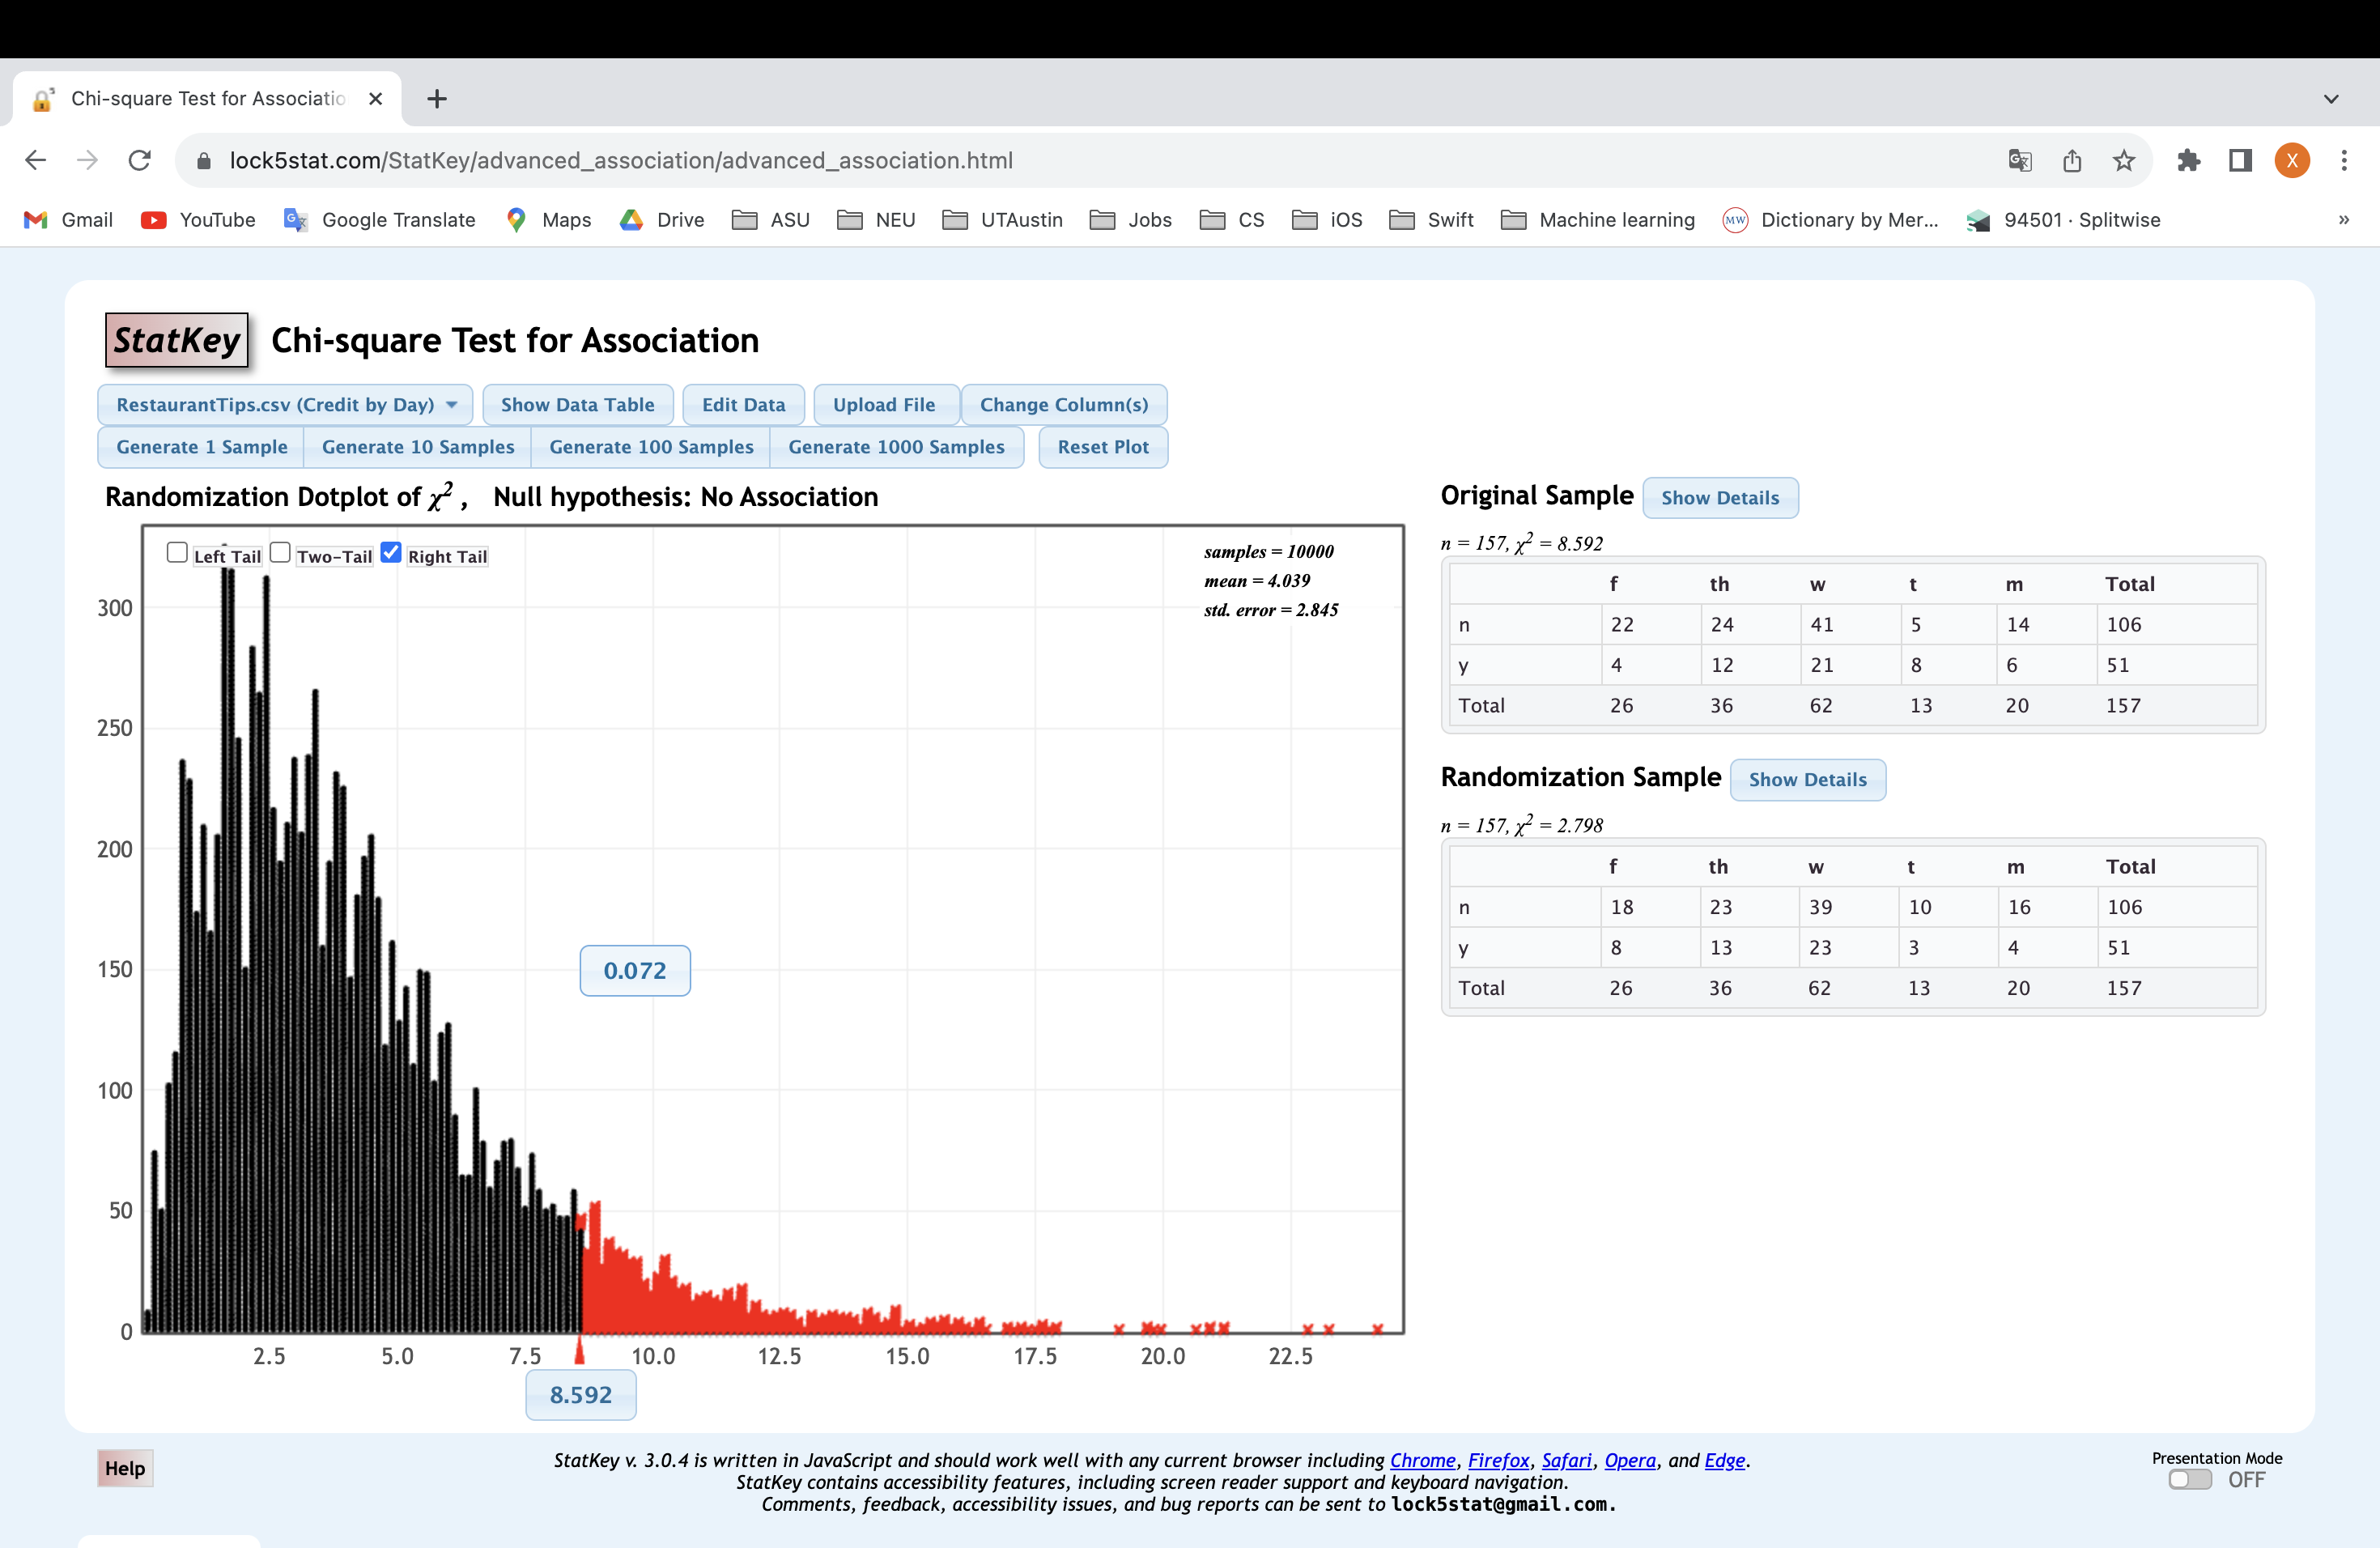 Chi-square Test for Associatio
lock5stat.com/StatKey/advanced_association/advanced_association.html
X
Gmail YouTube Google Translate Maps Drive ASU NEU UTAustin Jobs CS iOS Swift Machine learning MW Dictionary by Mer... 94501 · Splitwise »
StatKey Chi-square Test for Association
RestaurantTips.csv (Credit by Day) Show Data Table Edit Data Upload File Change Column(s)
Generate 1 Sample Generate 10 Samples Generate 100 Samples Generate 1000 Samples Reset Plot
Randomization Dotplot of χ², Null hypothesis: No Association
Left Tail Two-Tail Right Tail
samples = 10000
mean = 4.039
std. error = 2.845
300
250
200
150
100
50
0
0.072
2.5 5.0 7.5 10.0 12.5 15.0 17.5 20.0 22.5
8.592
Original Sample Show Details
n = 157, χ² = 8.592
f th w t m Total
n 22 24 41 5 14 106
y 4 12 21 8 6 51
Total 26 36 62 13 20 157
Randomization Sample Show Details
n = 157, χ² = 2.798
f th w t m Total
n 18 23 39 10 16 106
y 8 13 23 3 4 51
Total 26 36 62 13 20 157
Help
StatKey v. 3.0.4 is written in JavaScript and should work well with any current browser including Chrome, Firefox, Safari, Opera, and Edge.
StatKey contains accessibility features, including screen reader support and keyboard navigation.
Comments, feedback, accessibility issues, and bug reports can be sent to lock5stat@gmail.com.
Presentation Mode
OFF